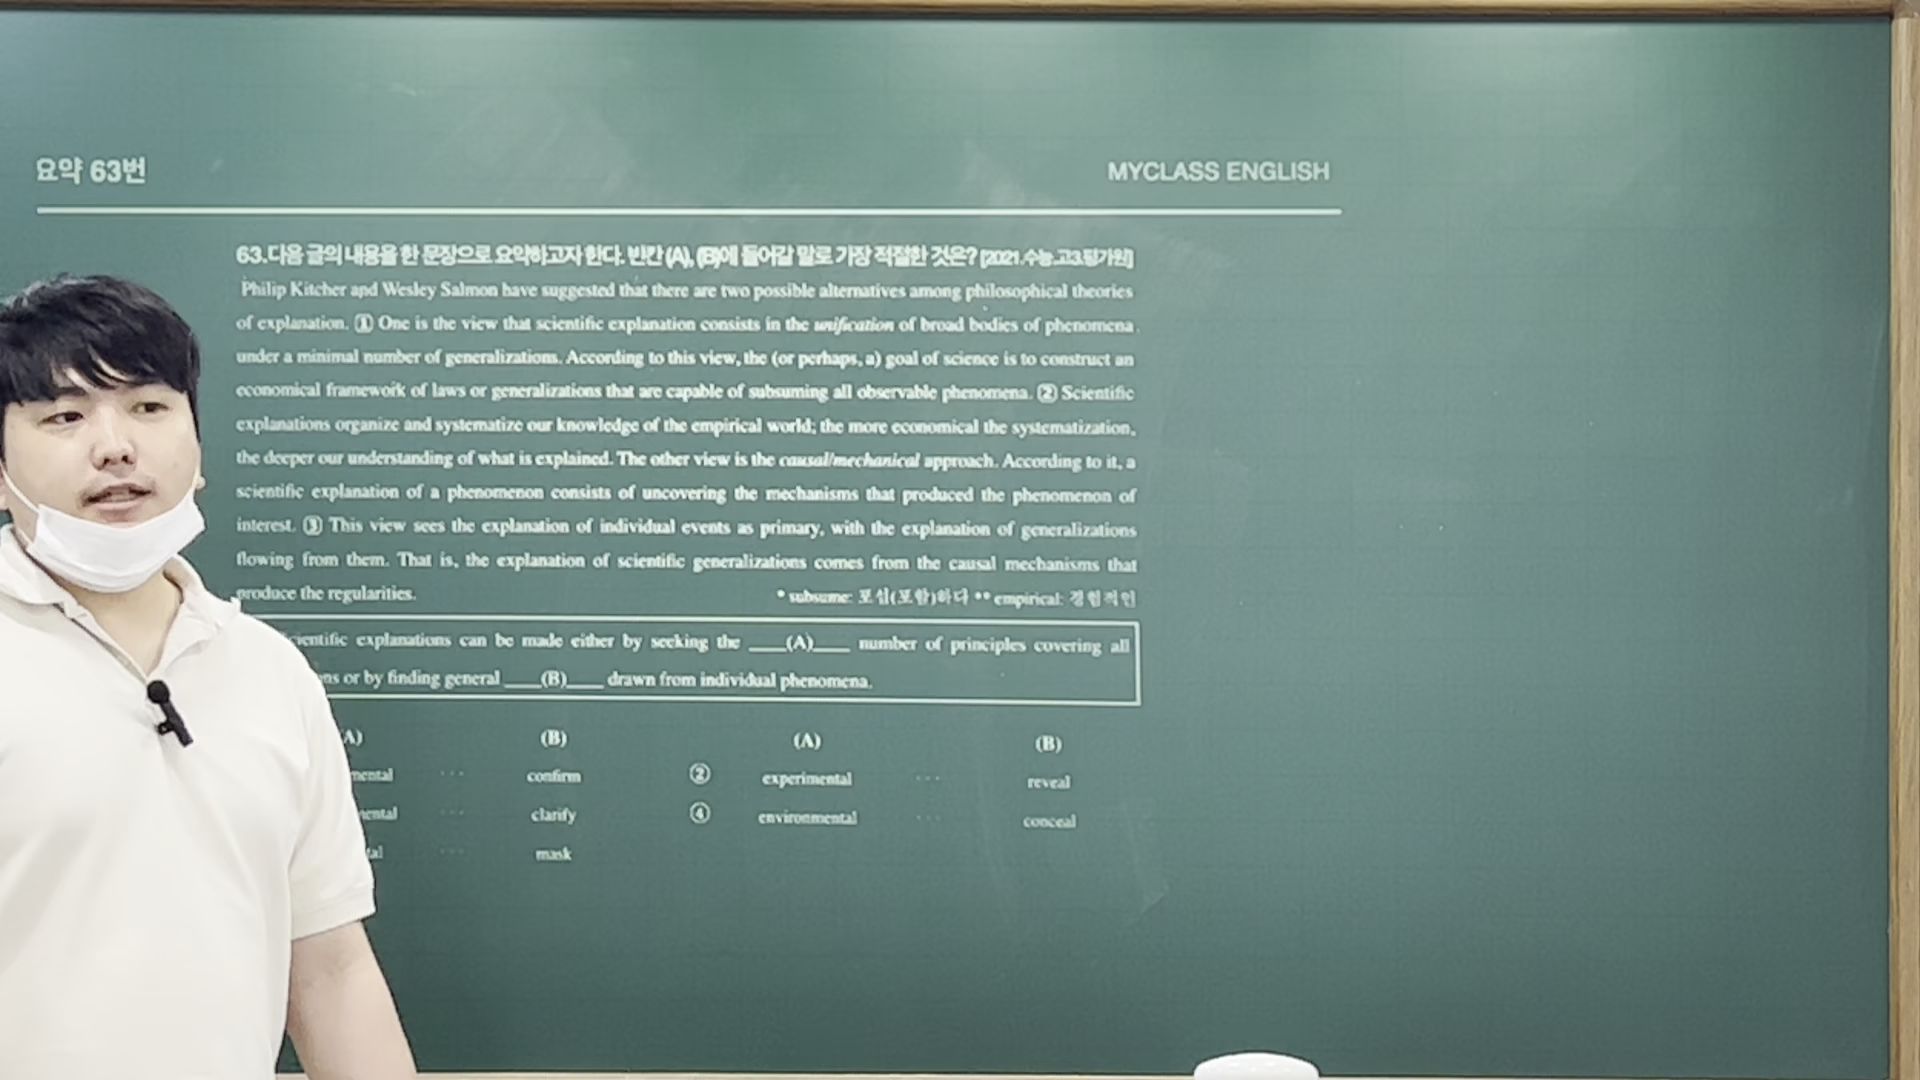 요약 63번
MYCLASS ENGLISH
63. 다음 글의 내용을 한 문장으로 요약하고자 한다. 빈칸 (A), (B)에 들어갈 말로 가장 적절한 것은? [2021.수능.고3.평가원]
Philip Kitcher and Wesley Salmon have suggested that there are two possible alternatives among philosophical theories
of explanation. ① One is the view that scientific explanation consists in the unification of broad bodies of phenomena
under a minimal number of generalizations. According to this view, the (or perhaps, a) goal of science is to construct an
economical framework of laws or generalizations that are capable of subsuming all observable phenomena. ② Scientific
explanations organize and systematize our knowledge of the empirical world; the more economical the systematization,
the deeper our understanding of what is explained. The other view is the causal/mechanical approach. According to it, a
scientific explanation of a phenomenon consists of uncovering the mechanisms that produced the phenomenon of
interest. ③ This view sees the explanation of individual events as primary, with the explanation of generalizations
flowing from them. That is, the explanation of scientific generalizations comes from the causal mechanisms that
produce the regularities. * subsume: 포섭(포함)하다 ** empirical: 경험적인
explanations can be made either by seeking the ____(A)____ number of principles covering all
or by finding general ____(B)____ drawn from individual phenomena.
(B) (A) (B)
··· confirm ② experimental ··· reveal
··· clarify ④ environmental ··· conceal
··· mask